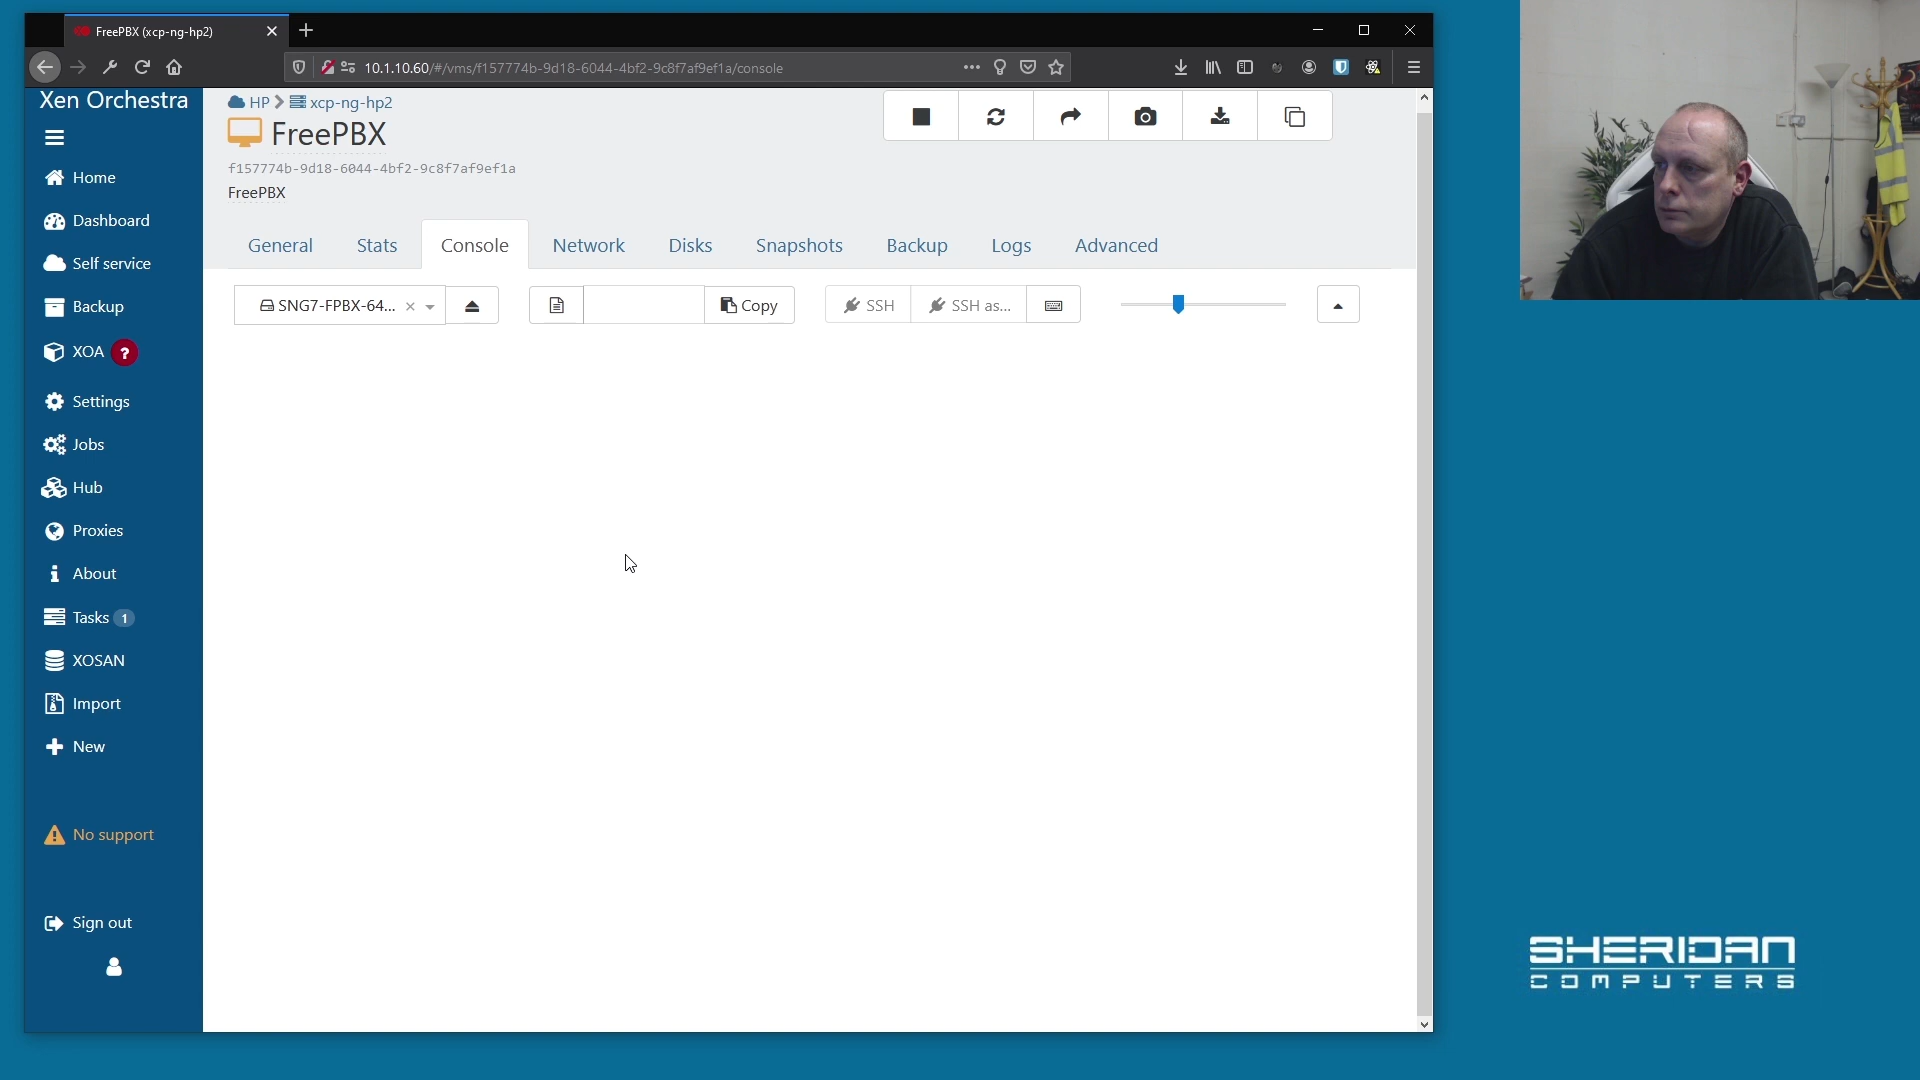 FreePBX (xcp-ng-hp2)
10.1.10.60/#/vms/f157774b-9d18-6044-4bf2-9c8f7af9ef1a/console
Xen Orchestra
Home
Dashboard
Self service
Backup
XOA ?
Settings
Jobs
Hub
Proxies
About
Tasks 1
XOSAN
Import
New
No support
Sign out
HP xcp-ng-hp2
FreePBX
f157774b-9d18-6044-4bf2-9c8f7af9ef1a
FreePBX
General Stats Console Network Disks Snapshots Backup Logs Advanced
SNG7-FPBX-64... Copy SSH SSH as...
SHERIDAN
COMPUTERS